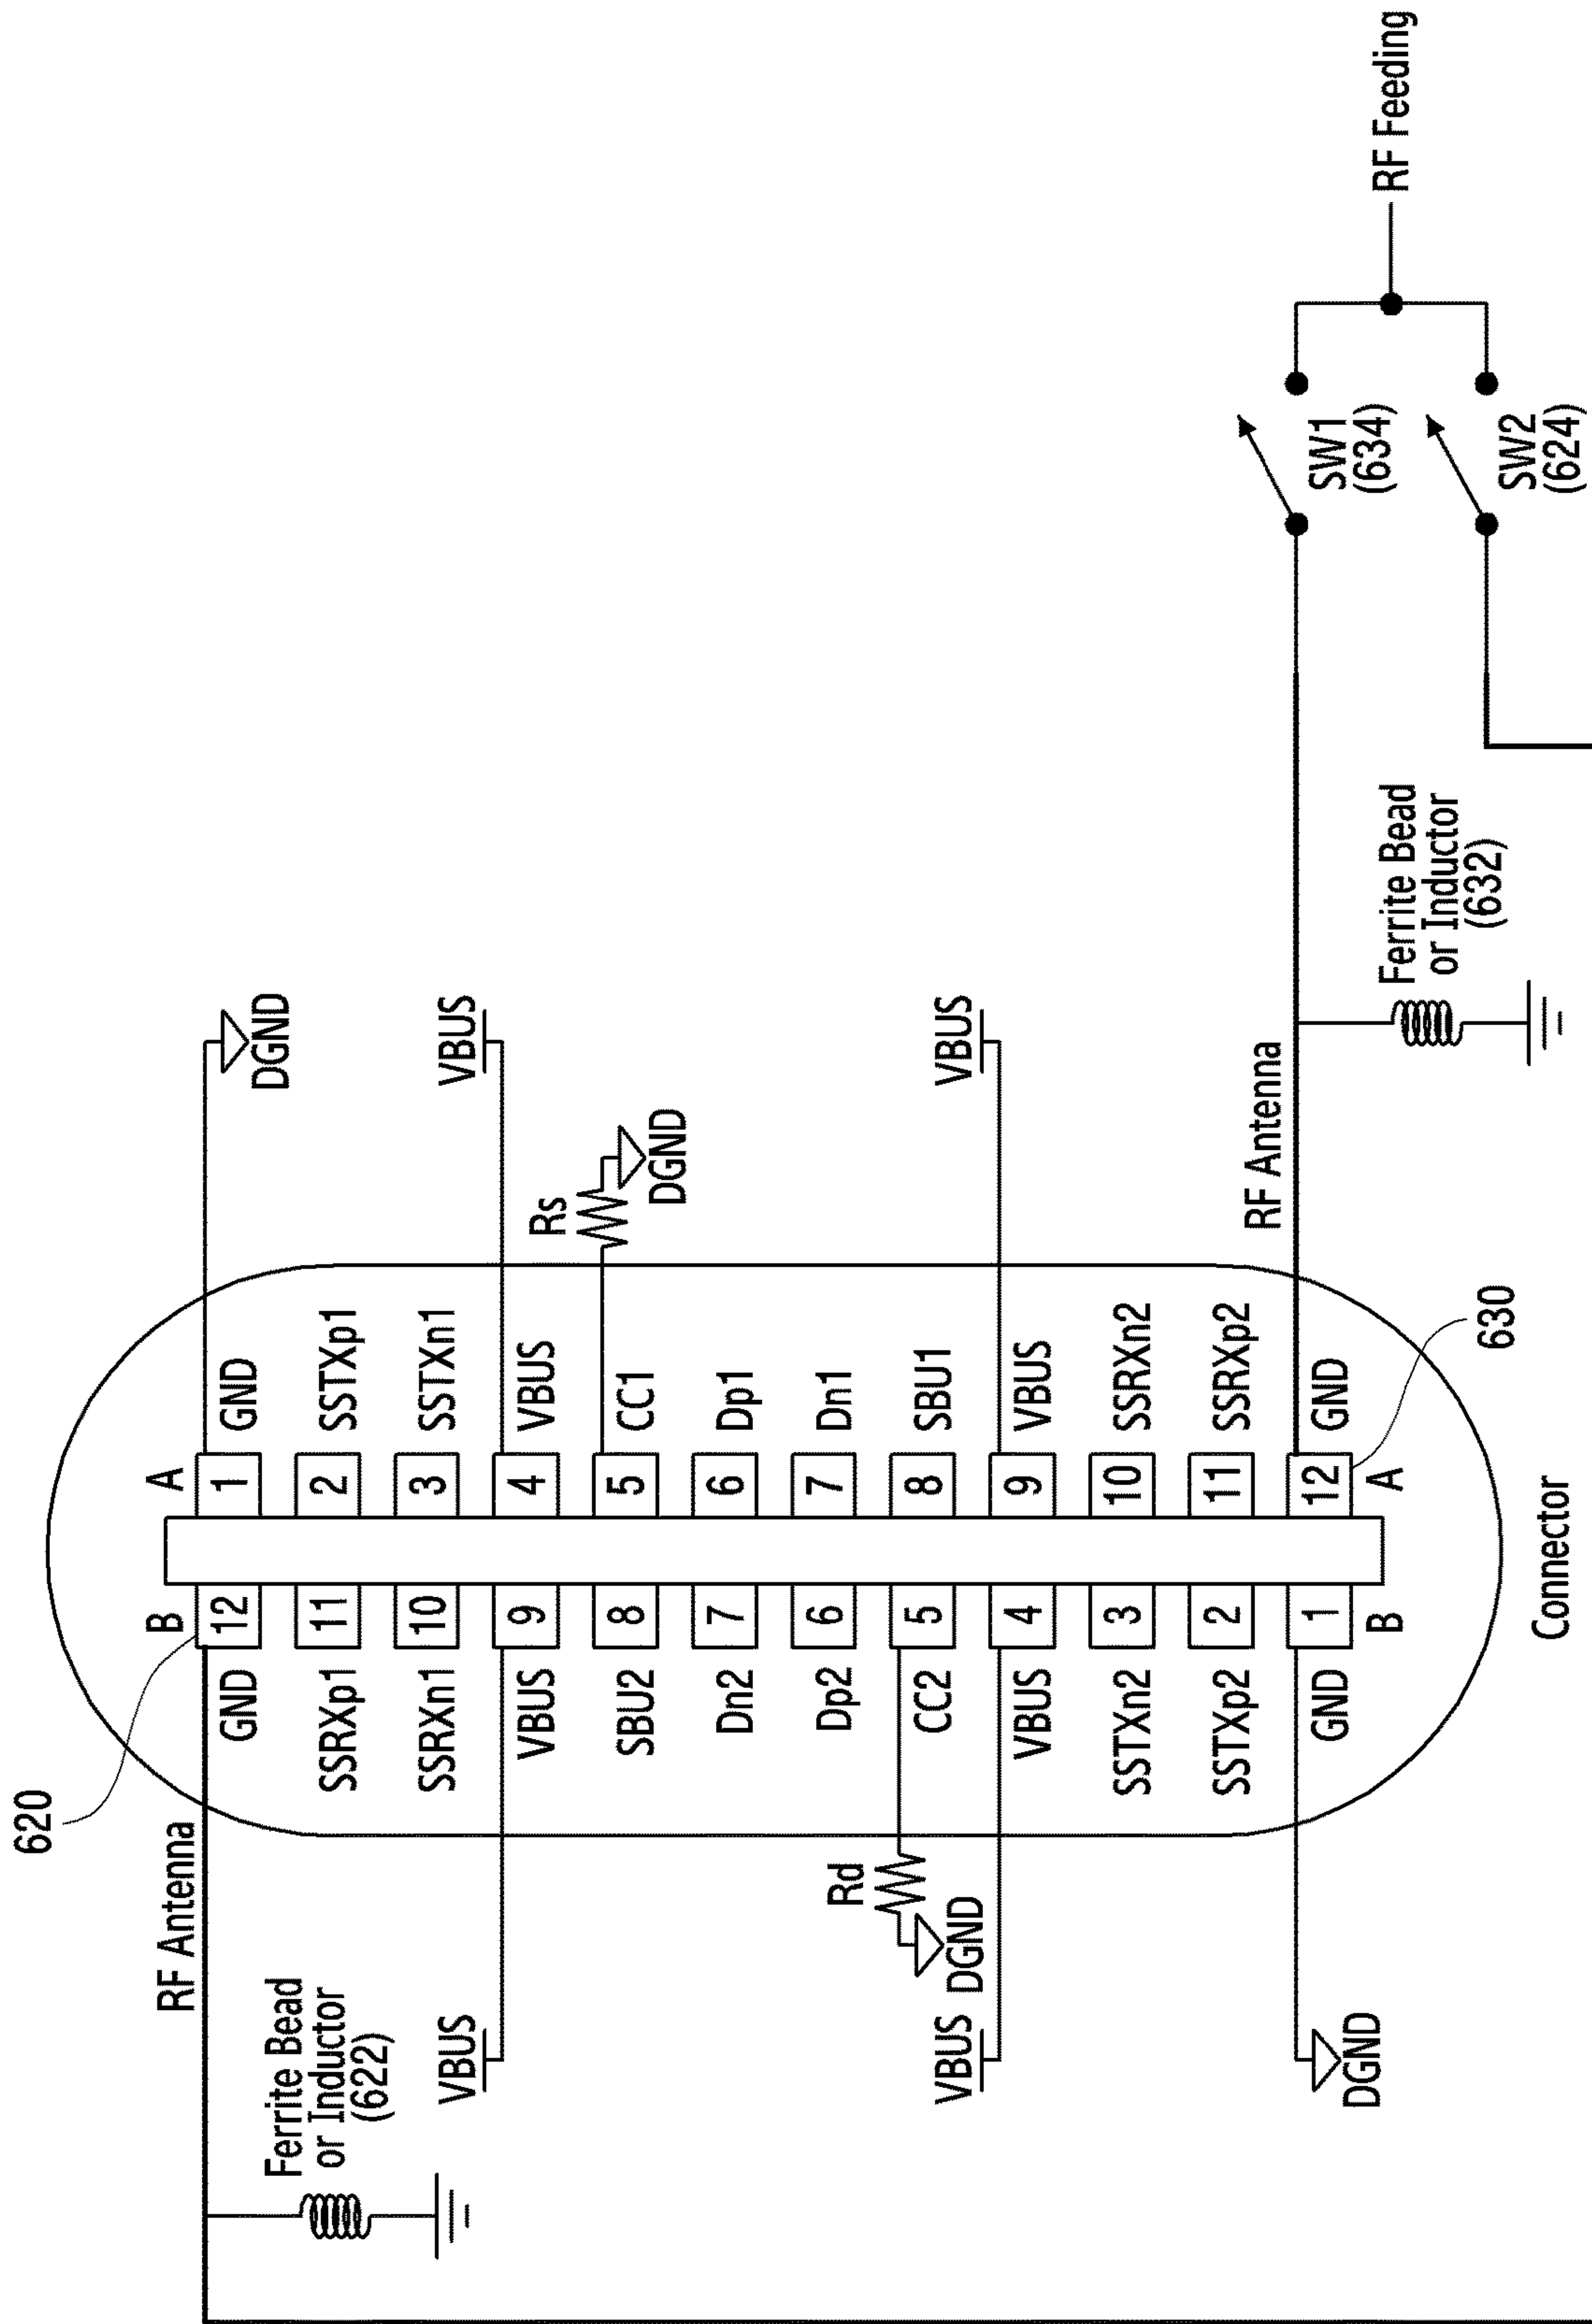 620
RF Antenna
Ferrite Bead
or Inductor
(622)
B
A
12
1
GND
GND
DGND
11
2
SSRXp1
SSTXp1
10
3
SSRXn1
SSTXn1
9
4
VBUS
VBUS
VBUS
VBUS
8
5
SBU2
CC1
Rs
DGND
7
6
Dn2
Dp1
6
7
Dp2
Dn1
5
8
CC2
SBU1
Rd
DGND
4
9
VBUS
VBUS
VBUS
VBUS
3
10
SSTXn2
SSRXn2
2
11
SSTXp2
SSRXp2
1
12
GND
GND
DGND
B
A
630
Connector
RF Antenna
Ferrite Bead
or Inductor
(632)
SW1
(634)
SW2
(624)
RF Feeding